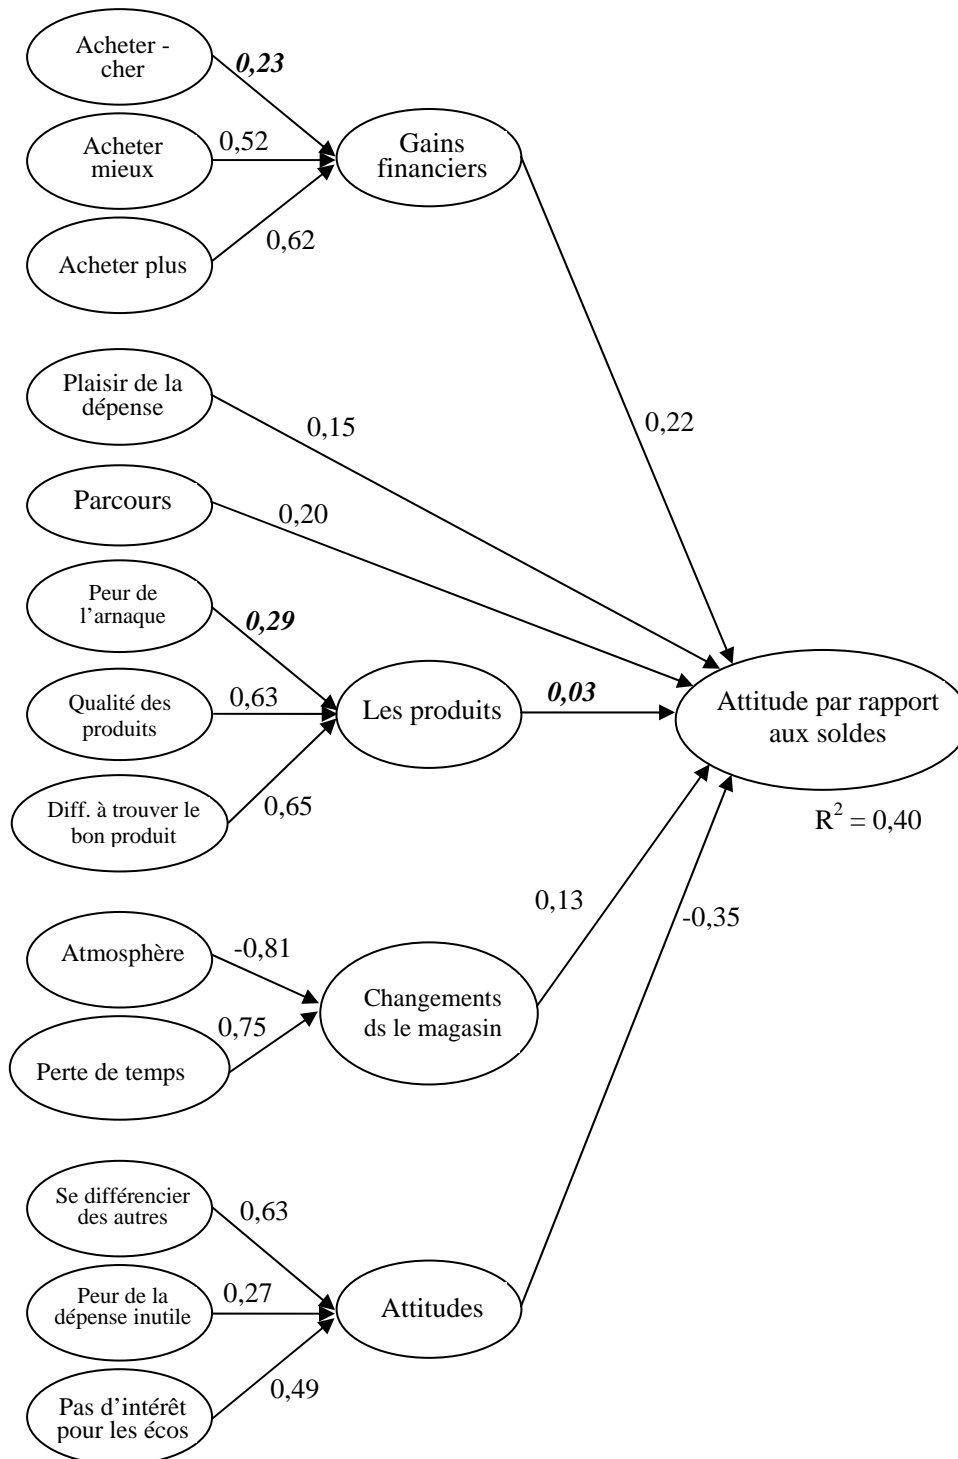 Acheter -
cher
0,23
Acheter
mieux
0,52
Acheter plus
0,62
Gains
financiers
0,22
Plaisir de la
dépense
0,15
Parcours
0,20
Peur de
l’arnaque
0,29
Qualité des
produits
0,63
Diff. à trouver le
bon produit
0,65
Les produits
0,03
Attitude par rapport
aux soldes
R² = 0,40
Atmosphère
-0,81
Perte de temps
0,75
Changements
ds le magasin
0,13
-0,35
Se différencier
des autres
0,63
Peur de la
dépense inutile
0,27
Pas d’intérêt
pour les écos
0,49
Attitudes